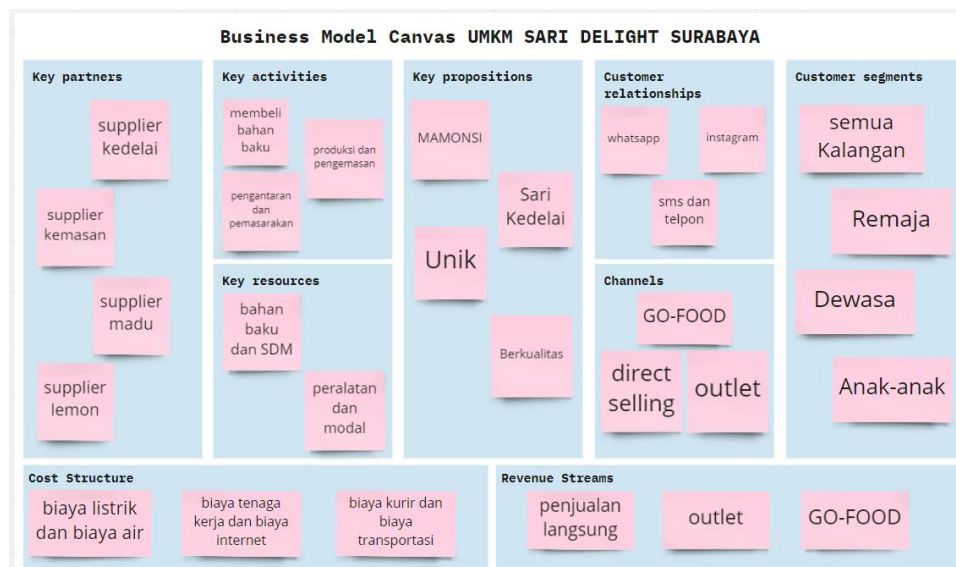 Business Model Canvas UMKM SARI DELIGHT SURABAYA
Key partners
supplier
kedelai
supplier
kemasan
supplier
madu
supplier
lemon
Key activities
membeli
bahan
baku
produksi dan
pengemasan
pengantaran
dan
pemasarakan
Key resources
bahan
baku
dan SDM
peralatan
dan
modal
Key propositions
MAMONSI
Sari
Kedelai
Unik
Berkualitas
Customer
relationships
whatsapp
instagram
sms dan
telpon
Channels
GO-FOOD
direct
selling
outlet
Customer segments
semua
Kalangan
Remaja
Dewasa
Anak-anak
Cost Structure
biaya listrik
dan biaya air
biaya tenaga
kerja dan biaya
internet
biaya kurir dan
biaya
transportasi
Revenue Streams
penjualan
langsung
outlet
GO-FOOD